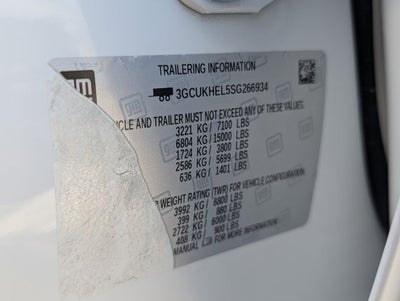 TRAILERING INFORMATION
GM
3GCUKHEL5SG266934
VEHICLE AND TRAILER MUST NOT EXCEED ANY OF THESE VALUES:
3221 KG/ 7100 LBS
6804 KG/ 15000 LBS
1724 KG/ 3800 LBS
2586 KG/ 5699 LBS
636 KG/ 1401 LBS
WEIGHT RATING (TWR) FOR VEHICLE CONFIGURATION:
3992 KG/ 8800 LBS
399 KG/ 880 LBS
2722 KG/ 6000 LBS
408 KG/ 900 LBS
MANUAL FOR MORE INFORMATION